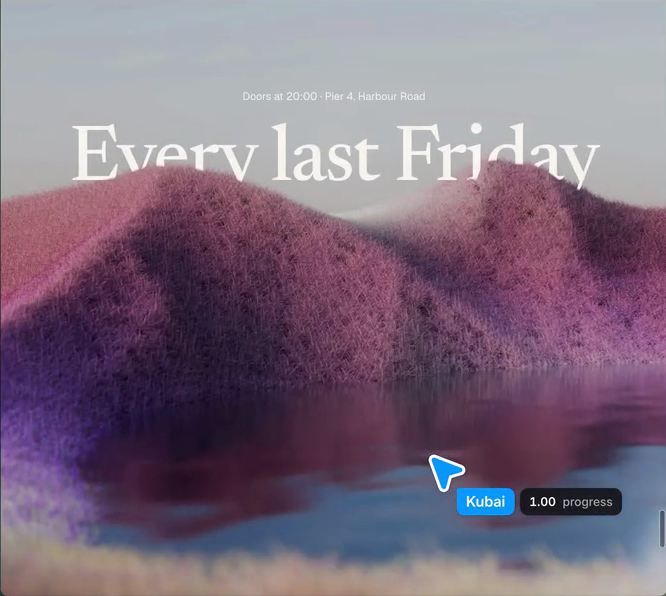 Doors at 20:00 · Pier 4, Harbour Road
Every last Friday
Kubai
1.00 progress